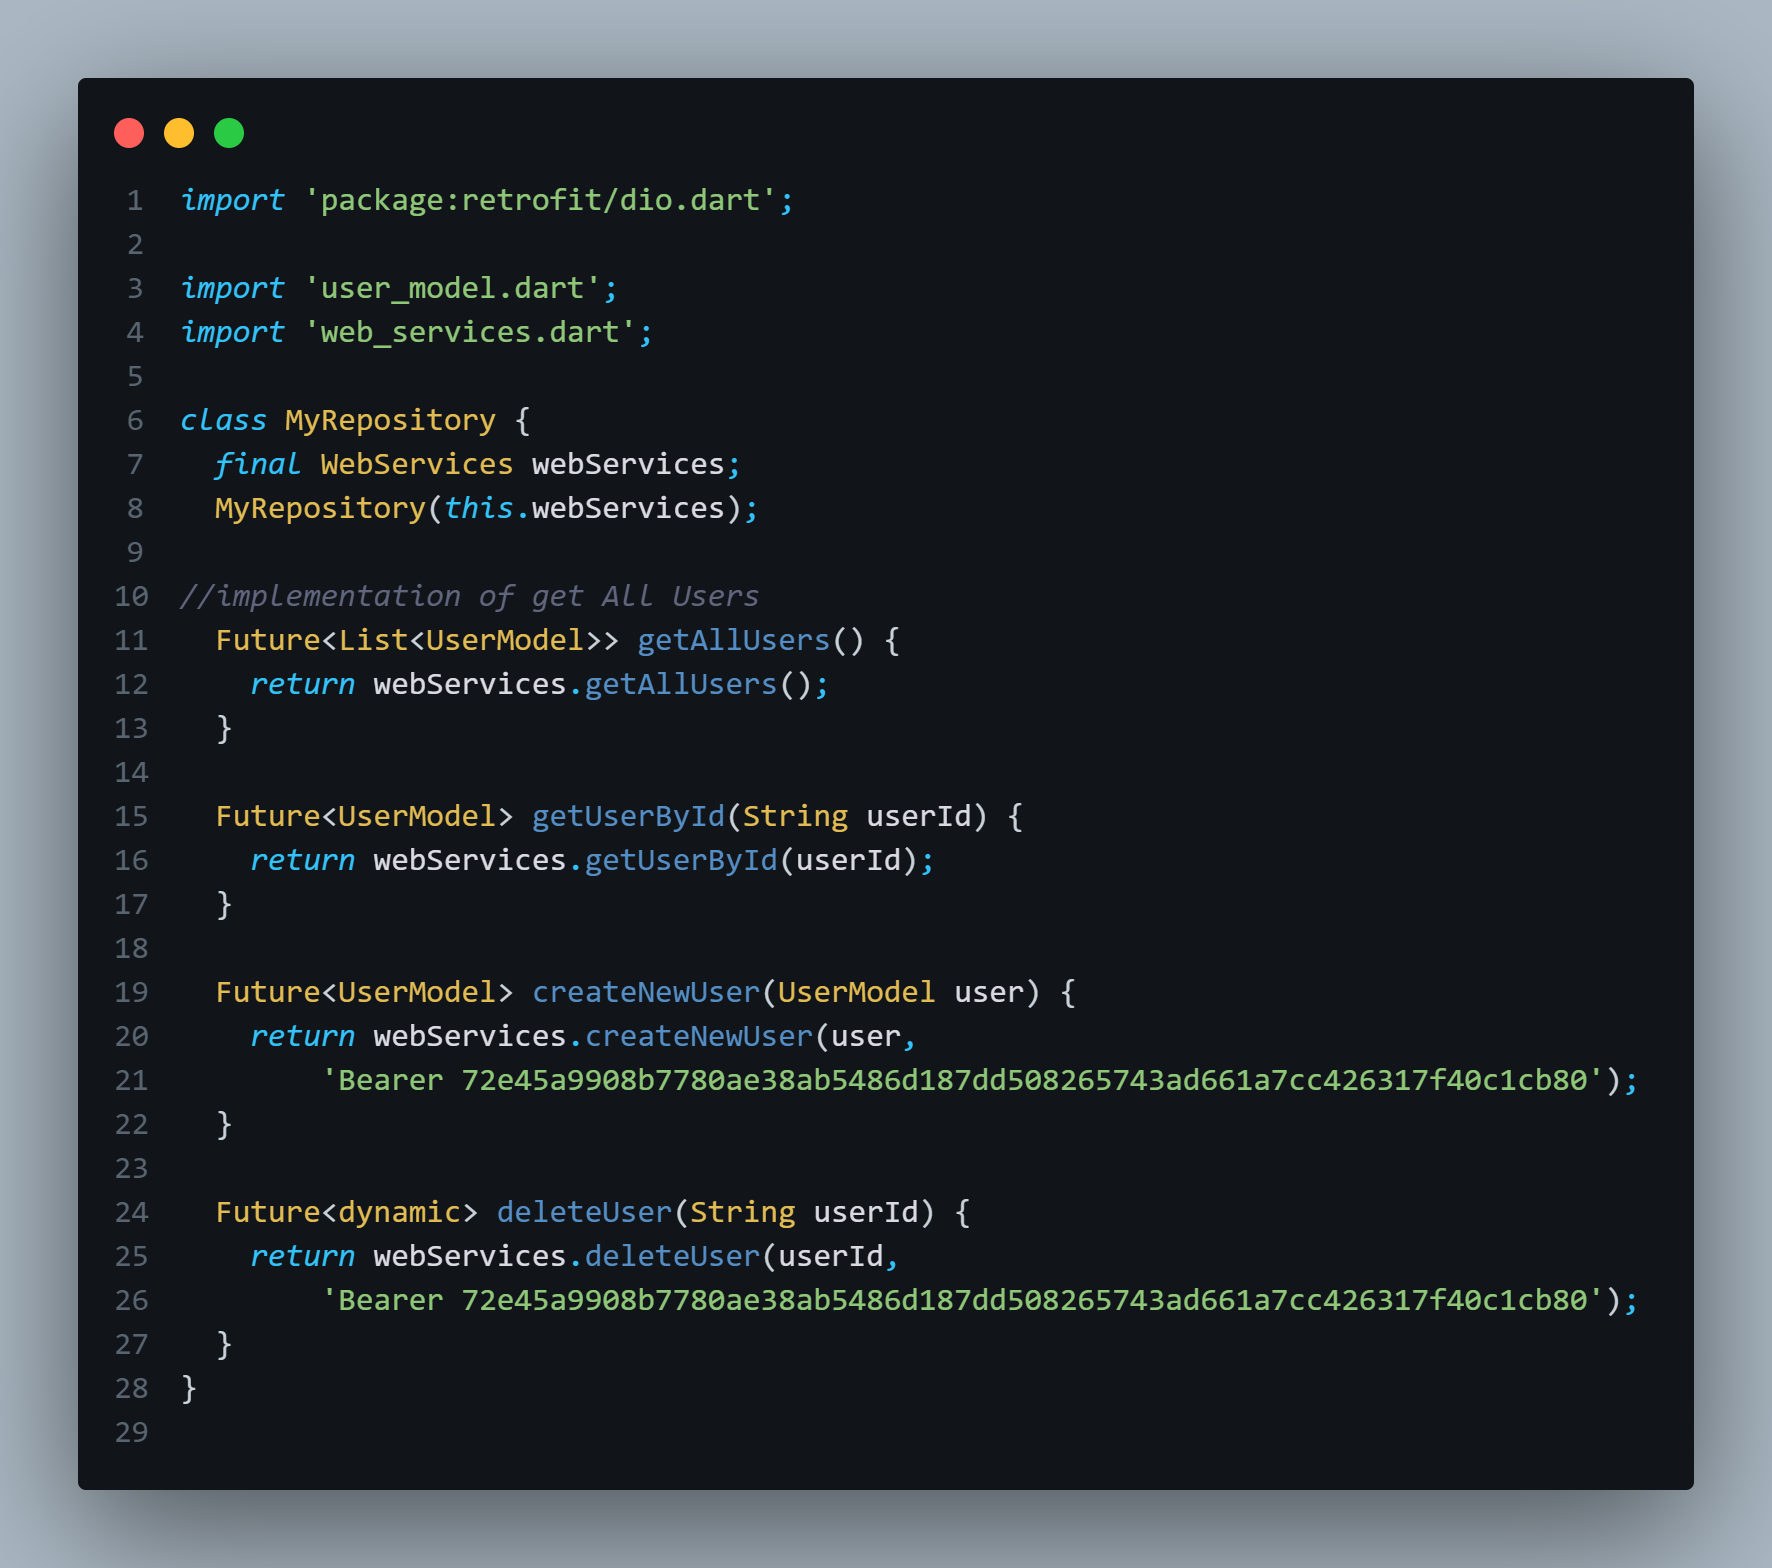 1 import 'package:retrofit/dio.dart';
2
3 import 'user_model.dart';
4 import 'web_services.dart';
5
6 class MyRepository {
7   final WebServices webServices;
8   MyRepository(this.webServices);
9
10 //implementation of get All Users
11   Future<List<UserModel>> getAllUsers() {
12     return webServices.getAllUsers();
13   }
14
15   Future<UserModel> getUserById(String userId) {
16     return webServices.getUserById(userId);
17   }
18
19   Future<UserModel> createNewUser(UserModel user) {
20     return webServices.createNewUser(user,
21         'Bearer 72e45a9908b7780ae38ab5486d187dd508265743ad661a7cc426317f40c1cb80');
22   }
23
24   Future<dynamic> deleteUser(String userId) {
25     return webServices.deleteUser(userId,
26         'Bearer 72e45a9908b7780ae38ab5486d187dd508265743ad661a7cc426317f40c1cb80');
27   }
28 }
29